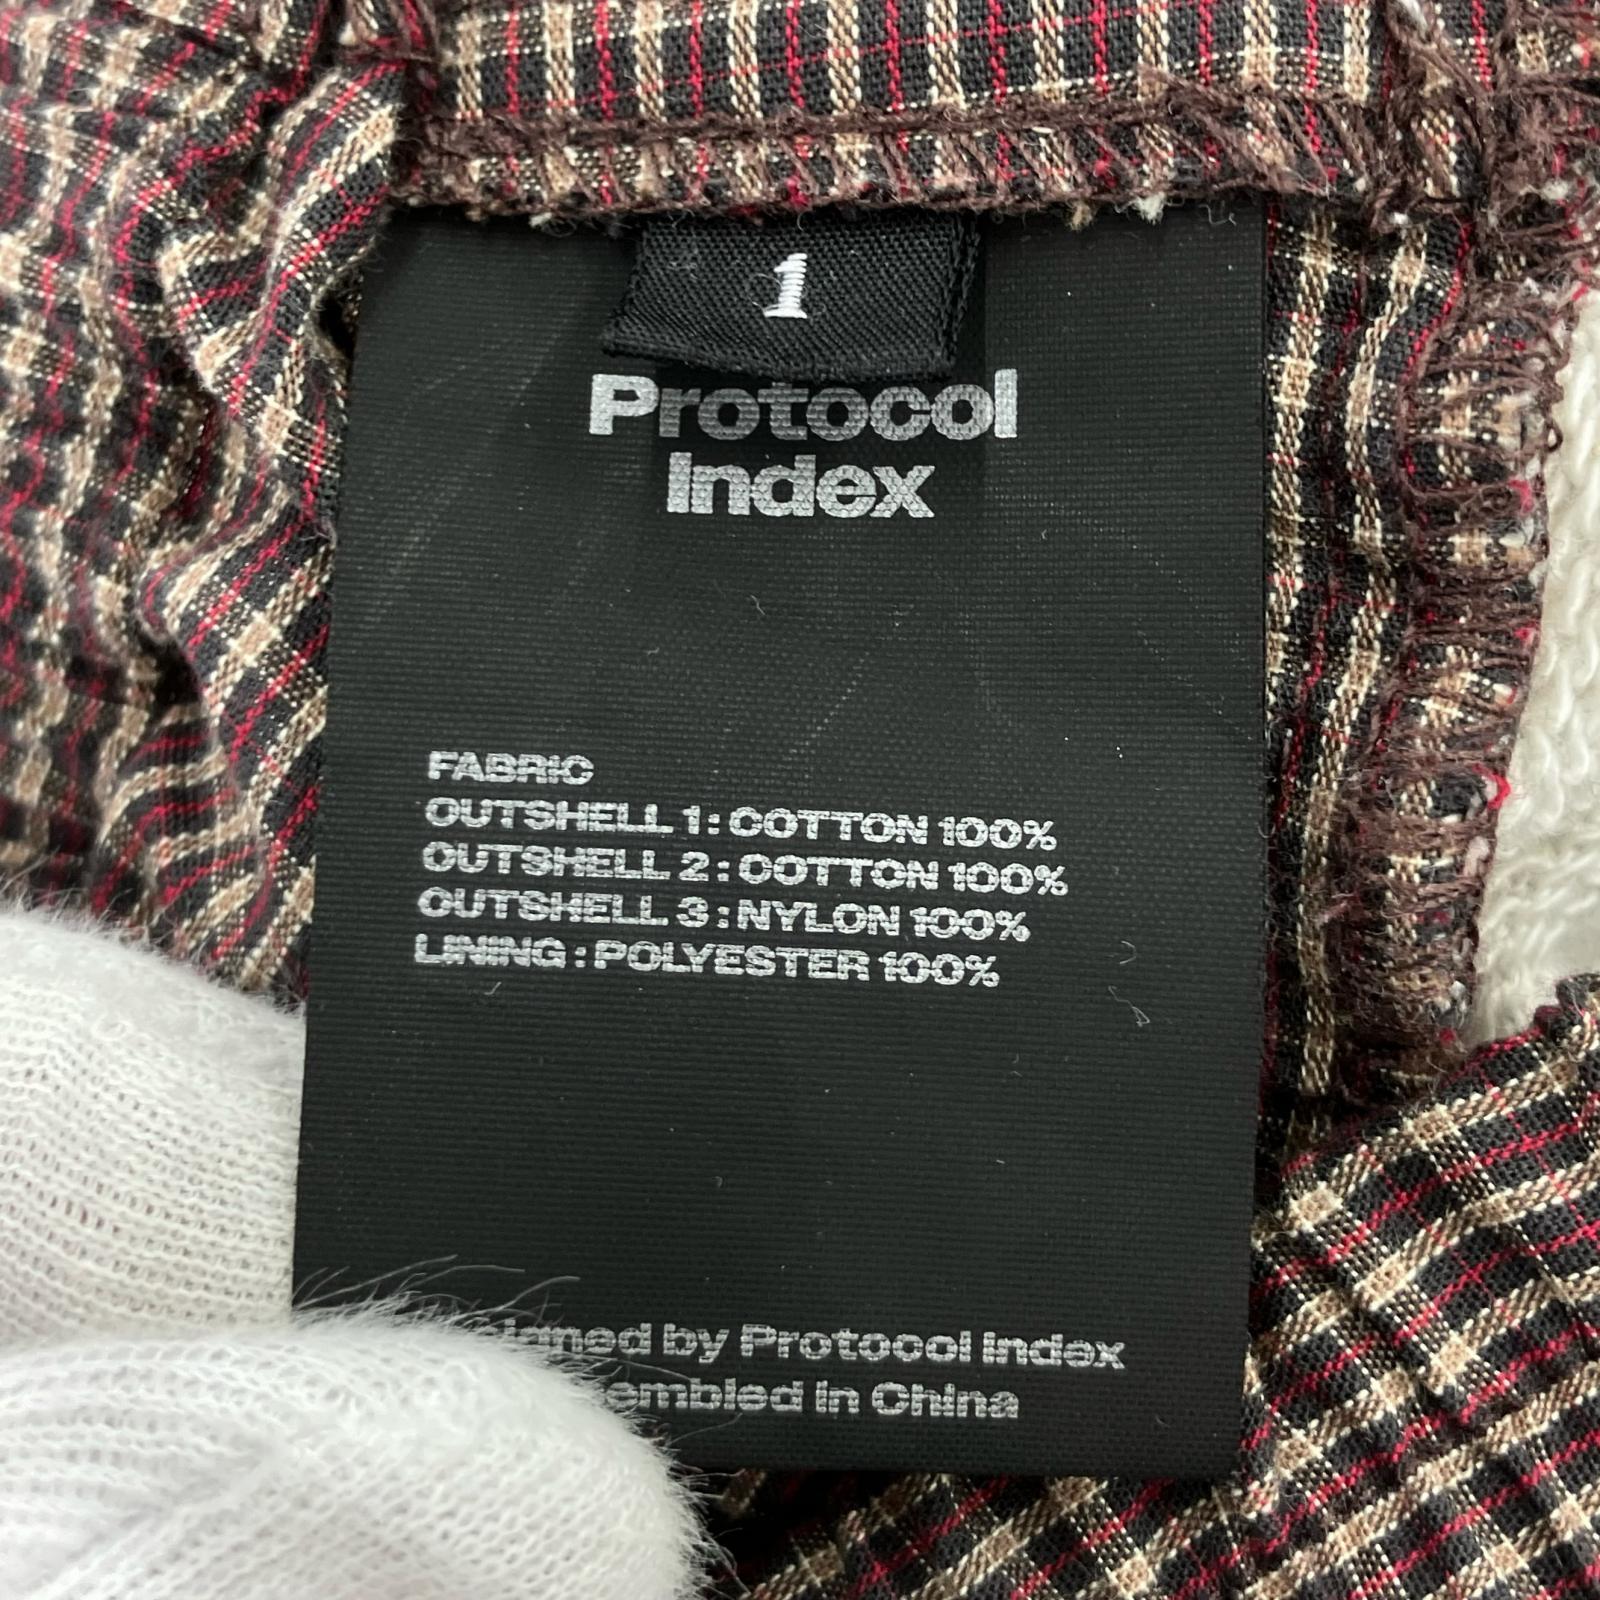 1
Protocol
Index
FABRIC
OUTSHELL 1 : COTTON 100%
OUTSHELL 2 : COTTON 100%
OUTSHELL 3 : NYLON 100%
LINING : POLYESTER 100%
by Protocol Index
in China